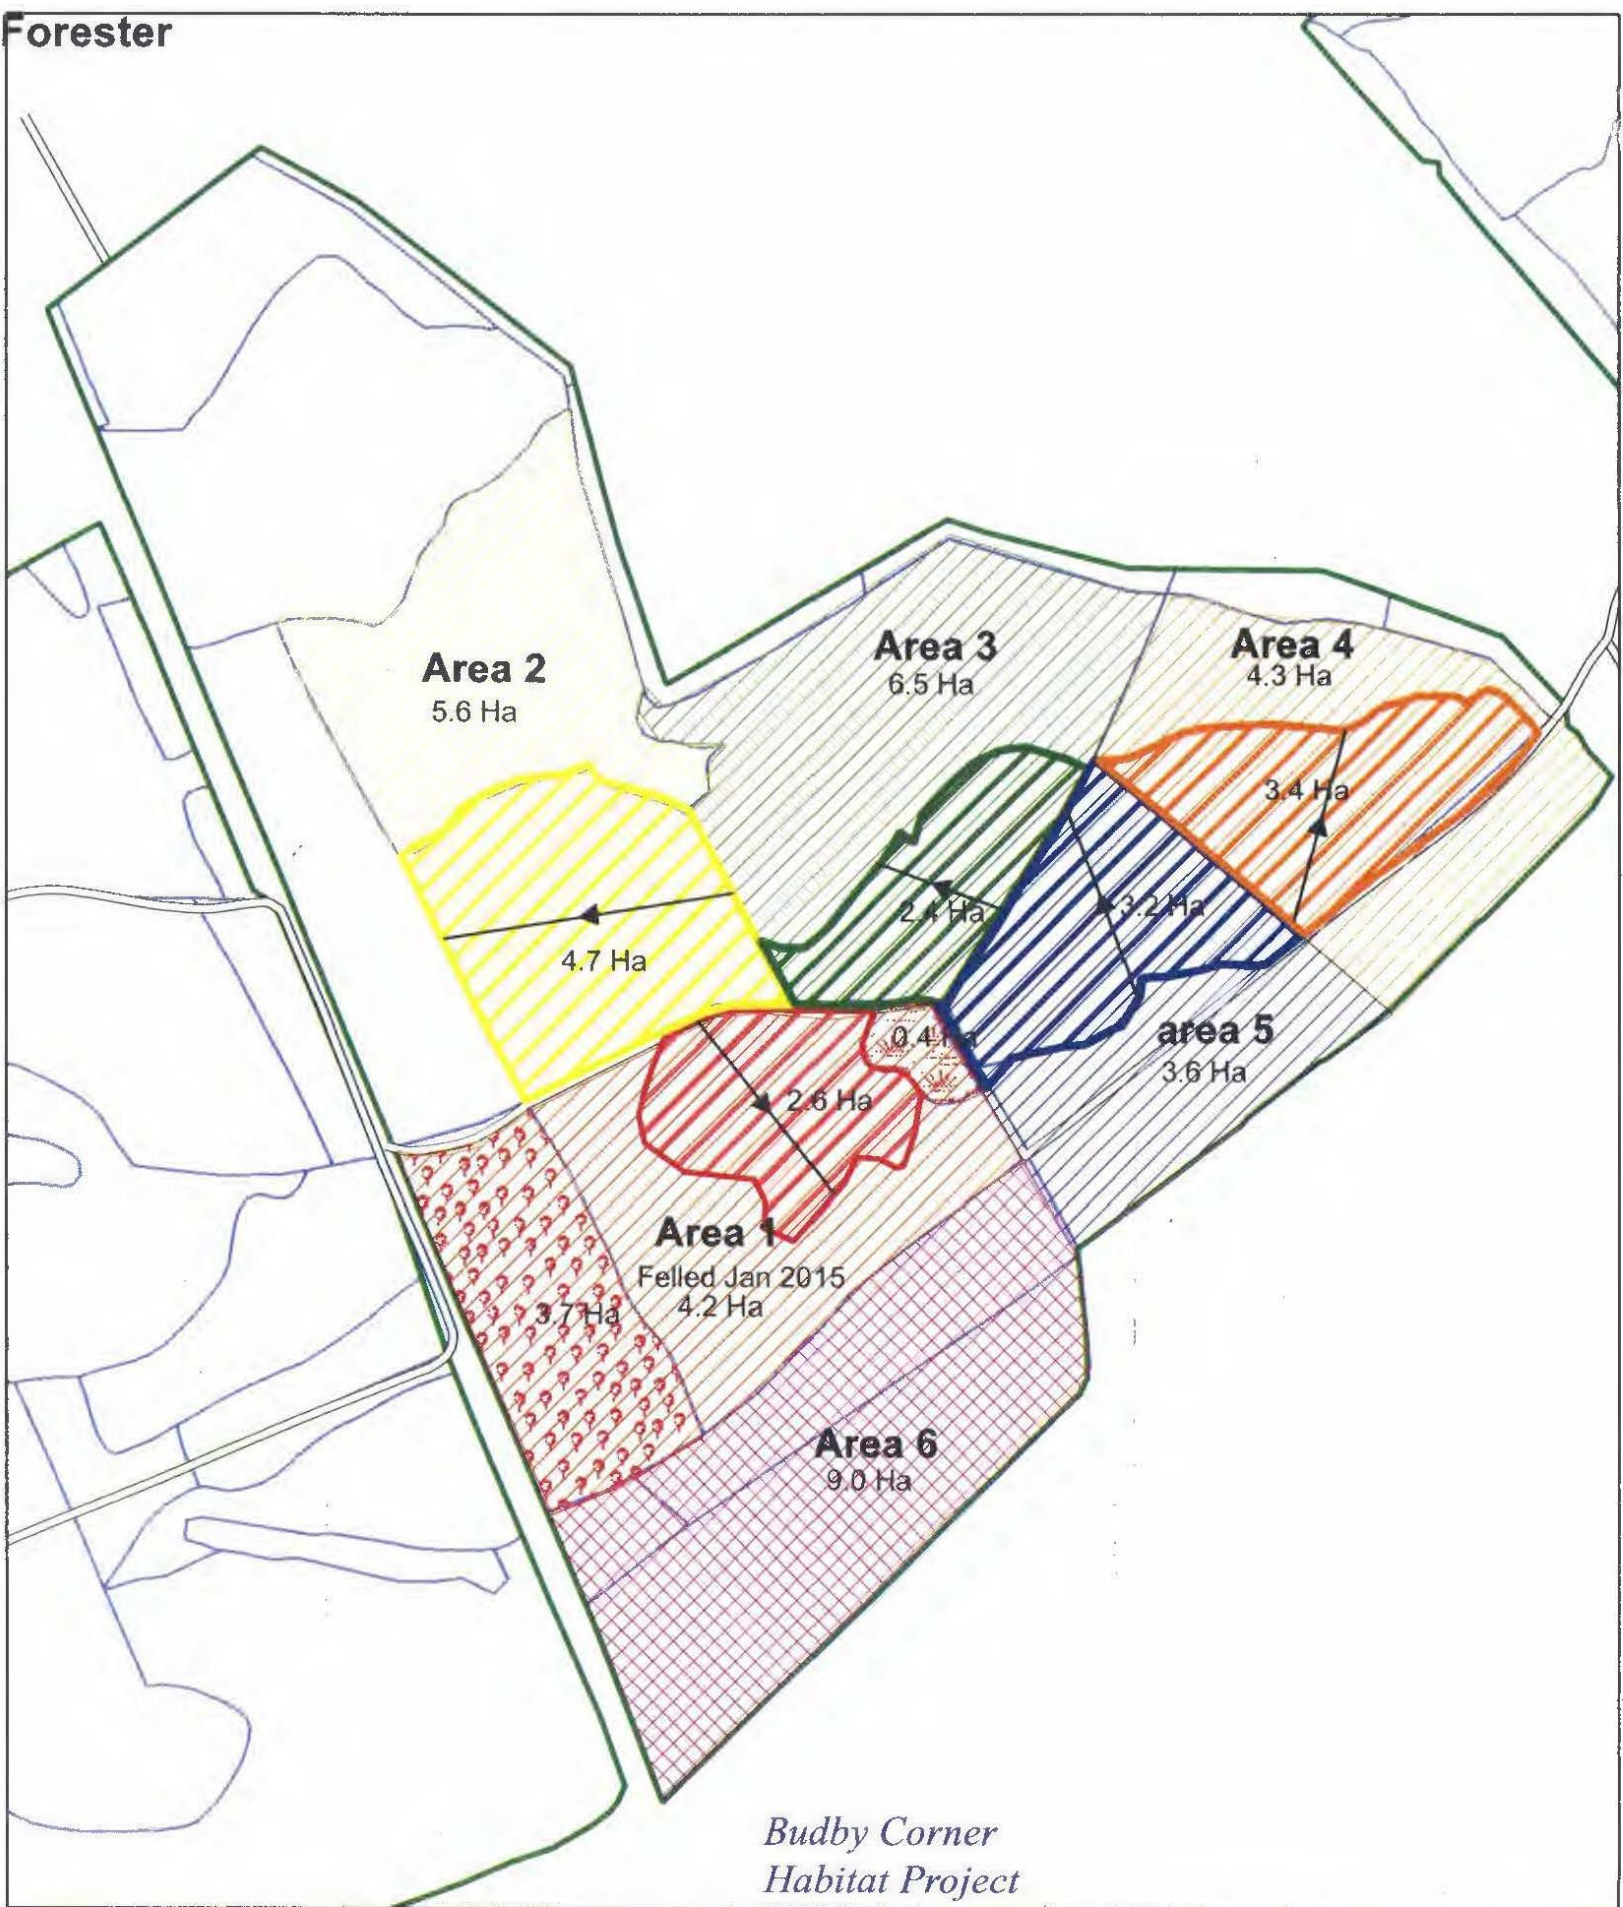 Forester
Area 3
6.5 Ha
Area 4
4.3 Ha
Area 2
5.6 Ha
3.4 Ha
2.4 Ha
3.2 Ha
4.7 Ha
0.4 Ha
area 5
3.6 Ha
2.6 Ha
Area 1
Felled Jan 2015
4.2 Ha
3.7 Ha
Area 6
9.0 Ha
Budby Corner
Habitat Project